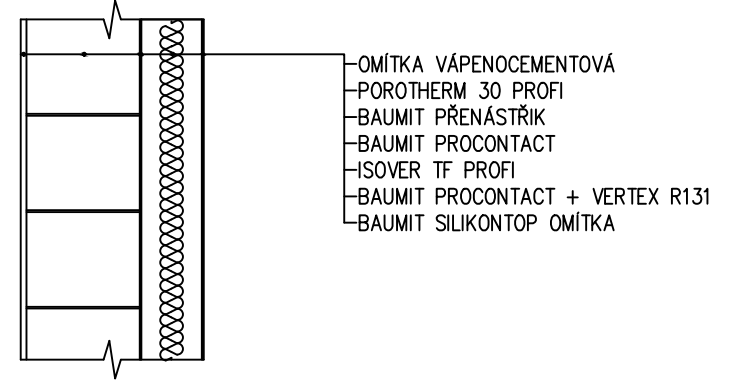 OMÍTKA VÁPENOCEMENTOVÁ
POROTHERM 30 PROFI
BAUMIT PŘENÁSTŘIK
BAUMIT PROCONTACT
ISOVER TF PROFI
BAUMIT PROCONTACT + VERTEX R131
BAUMIT SILIKONTOP OMÍTKA